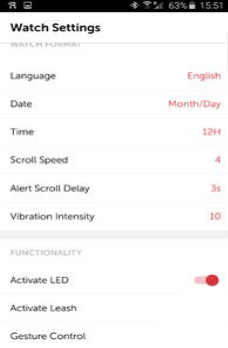 63% 15:51
Watch Settings
WATCH FORMAT
Language English
Date Month/Day
Time 12H
Scroll Speed 4
Alert Scroll Delay 3s
Vibration Intensity 10
FUNCTIONALITY
Activate LED
Activate Leash
Gesture Control